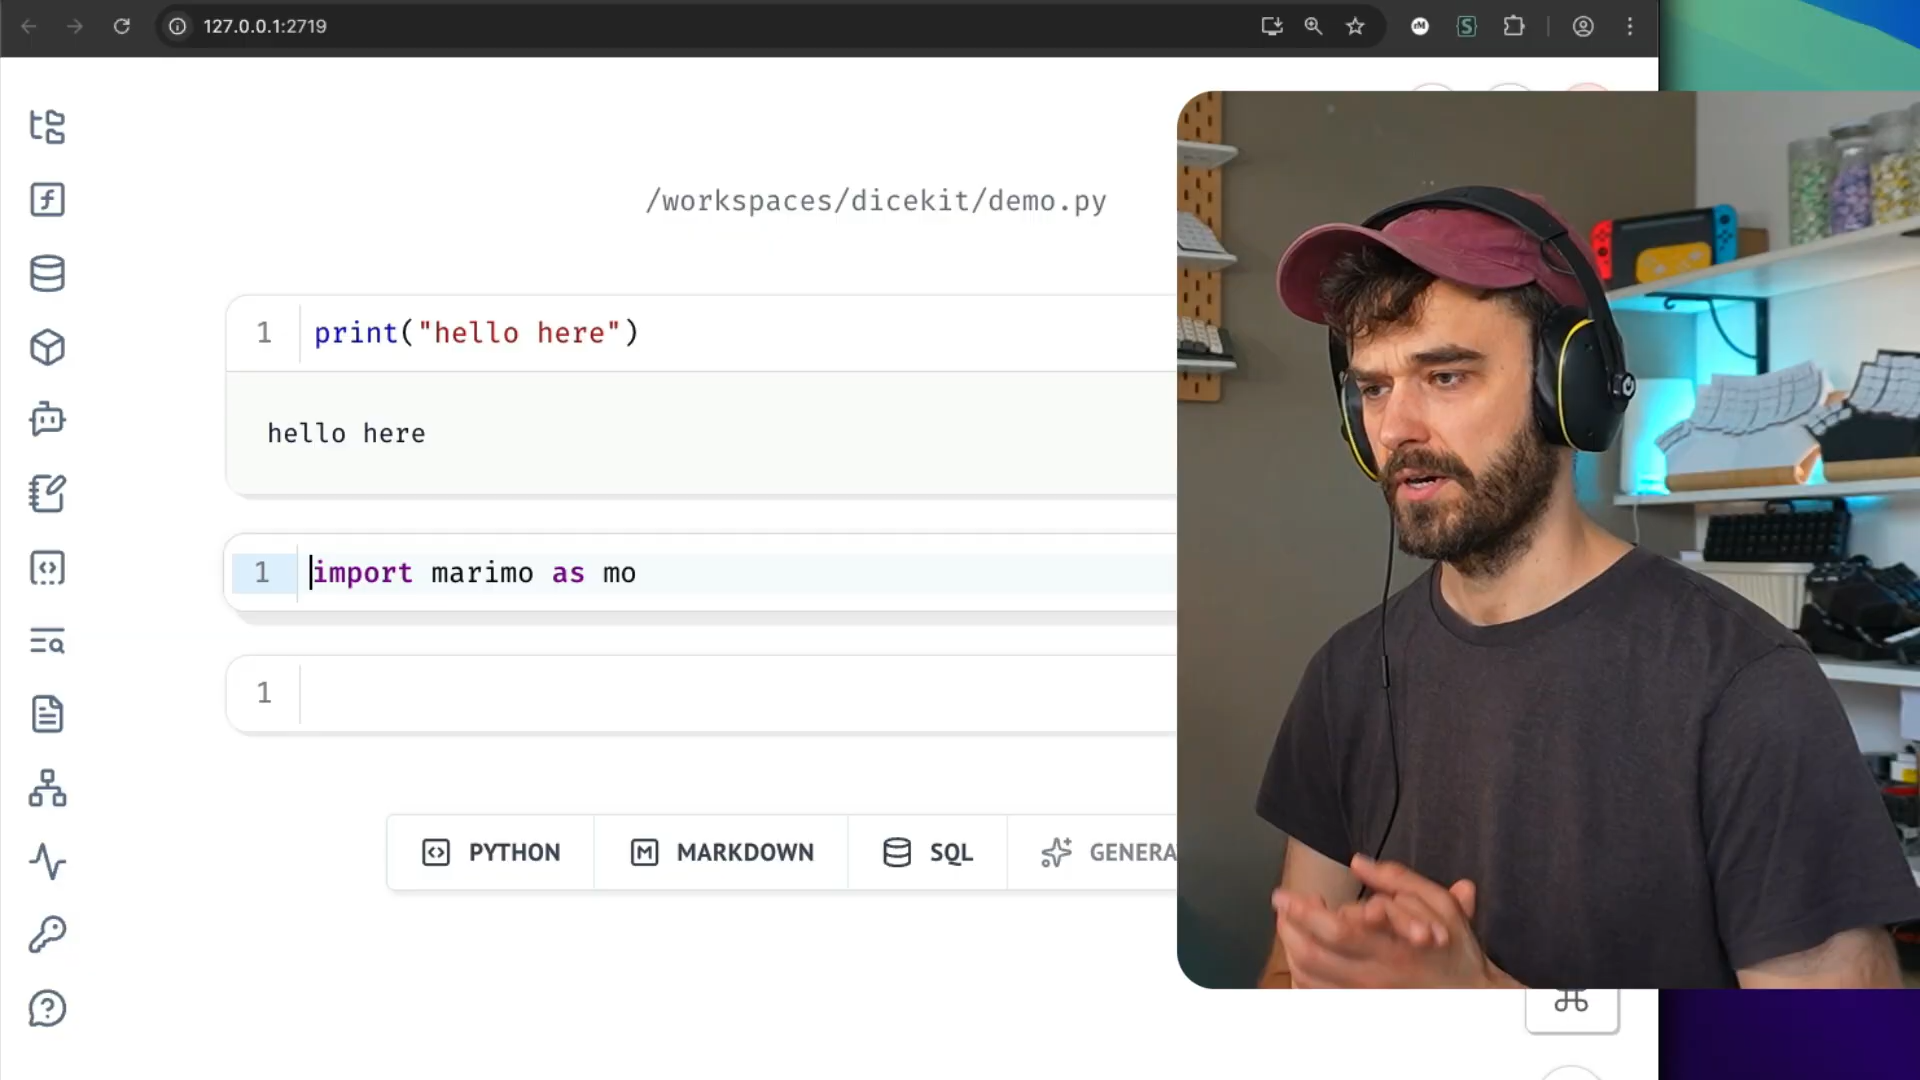 127.0.0.1:2719
/workspaces/dicekit/demo.py
1 print("hello here")
hello here
1 import marimo as mo
1
PYTHON MARKDOWN SQL GENERA